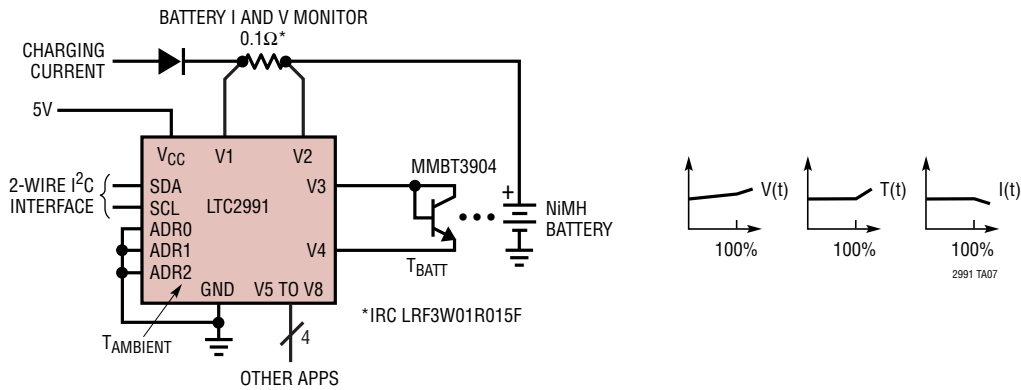 BATTERY I AND V MONITOR
0.1Ω*
CHARGING
CURRENT
5V
VCC
V1
V2
MMBT3904
2-WIRE I2C
INTERFACE
SDA
SCL
ADR0
ADR1
ADR2
LTC2991
V3
V4
+
NiMH
BATTERY
TBATT
GND
V5 TO V8
*IRC LRF3W01R015F
TAMBIENT
4
OTHER APPS
V(t)
100%
T(t)
100%
I(t)
100%
2991 TA07